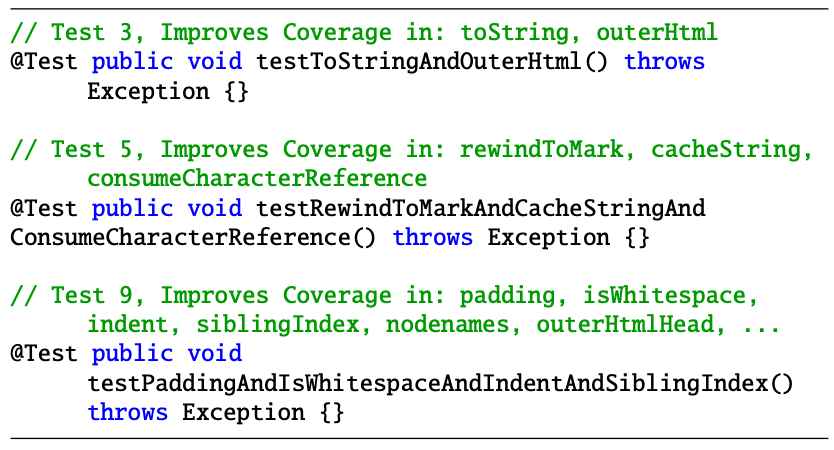 // Test 3, Improves Coverage in: toString, outerHtml
@Test public void testToStringAndOuterHtml() throws
Exception {}
// Test 5, Improves Coverage in: rewindToMark, cacheString,
consumeCharacterReference
@Test public void testRewindToMarkAndCacheStringAnd
ConsumeCharacterReference() throws Exception {}
// Test 9, Improves Coverage in: padding, isWhitespace,
indent, siblingIndex, nodenames, outerHtmlHead, ...
@Test public void
testPaddingAndIsWhitespaceAndIndentAndSiblingIndex()
throws Exception {}